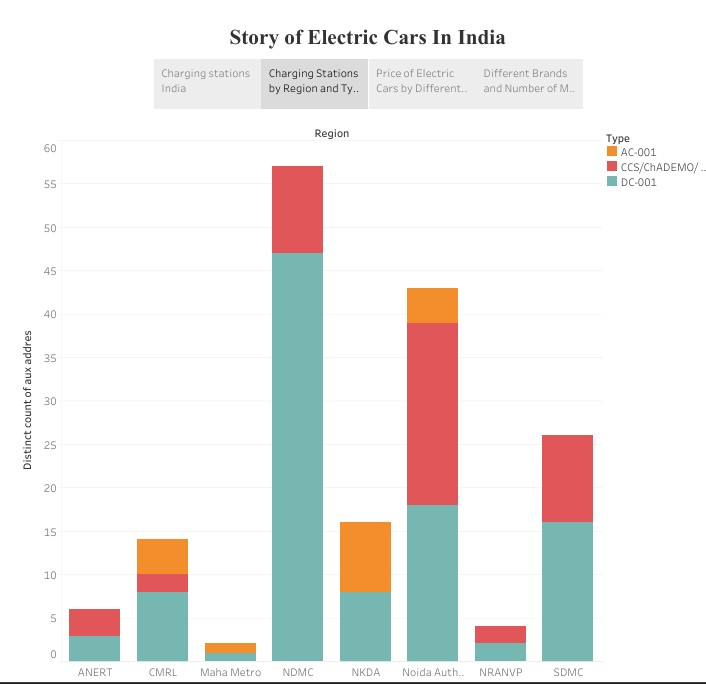 Story of Electric Cars In India
Charging stations
India
Charging Stations
by Region and Ty..
Price of Electric
Cars by Different..
Different Brands
and Number of M..
Region
Type
AC-001
CCS/ChADEMO/ ..
DC-001
Distinct count of aux addres
60
55
50
45
40
35
30
25
20
15
10
5
0
ANERT
CMRL
Maha Metro
NDMC
NKDA
Noida Auth..
NRANVP
SDMC